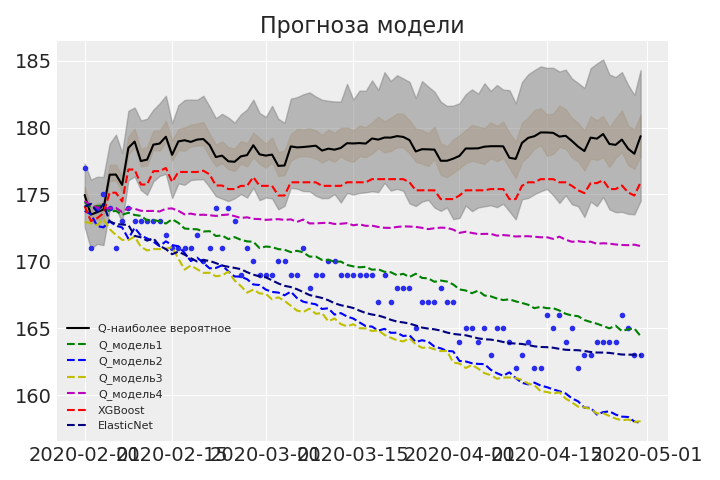 Прогноза модели
185
180
175
170
165
160
Q-наиболее вероятное
Q_модель1
Q_модель2
Q_модель3
Q_модель4
XGBoost
ElasticNet
2020-02-01 2020-02-15 2020-03-01 2020-03-15 2020-04-01 2020-04-15 2020-05-01